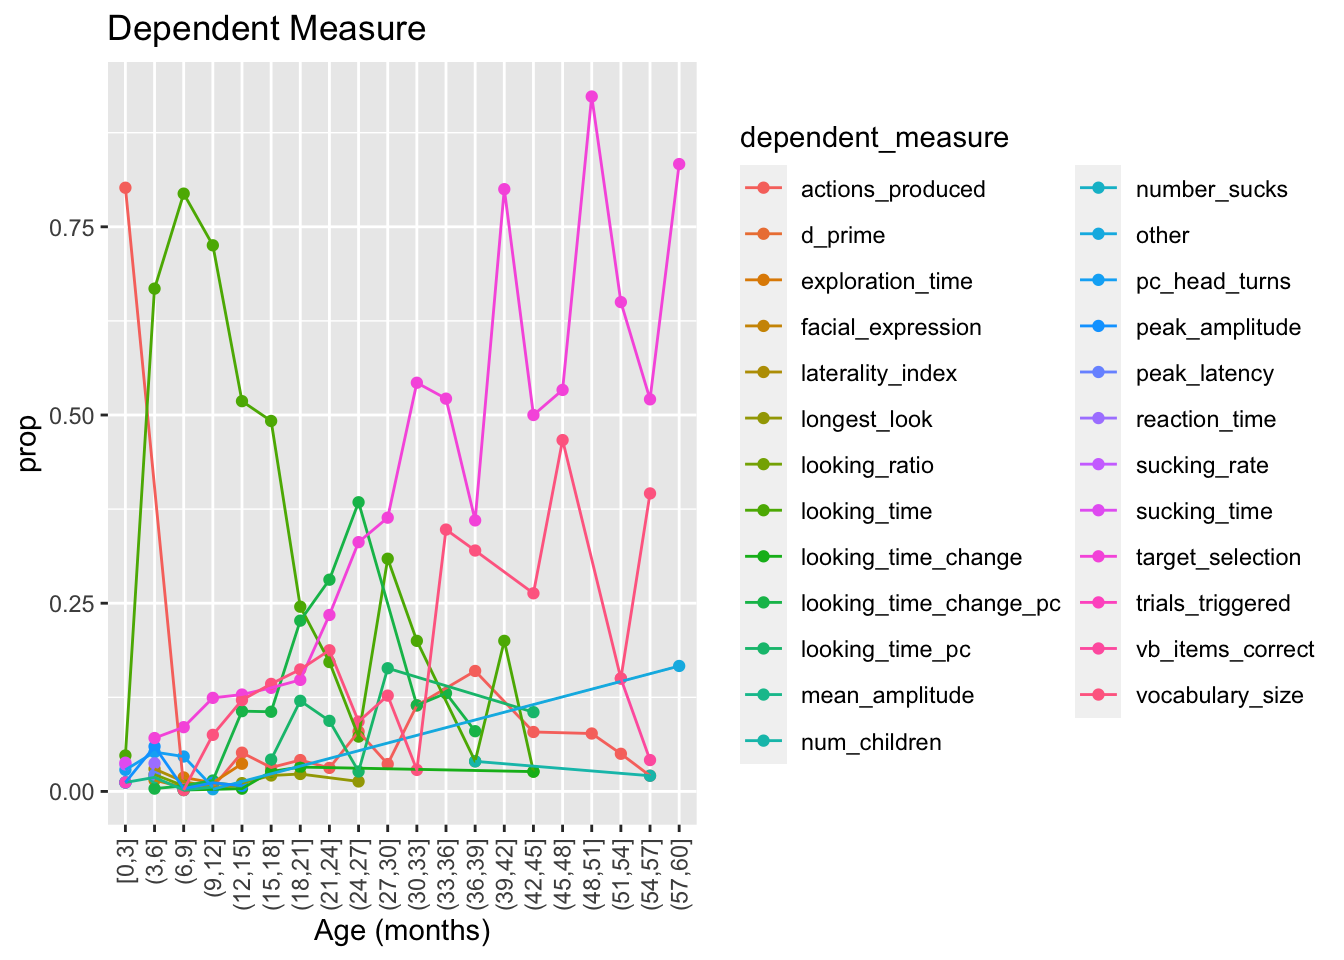 Dependent Measure
prop
0.75
0.50
0.25
0.00
[0,3]
(3,6]
(6,9]
(9,12]
(12,15]
(15,18]
(18,21]
(21,24]
(24,27]
(27,30]
(30,33]
(33,36]
(36,39]
(39,42]
(42,45]
(45,48]
(48,51]
(51,54]
(54,57]
(57,60]
Age (months)
dependent_measure
actions_produced
d_prime
exploration_time
facial_expression
laterality_index
longest_look
looking_ratio
looking_time
looking_time_change
looking_time_change_pc
looking_time_pc
mean_amplitude
num_children
number_sucks
other
pc_head_turns
peak_amplitude
peak_latency
reaction_time
sucking_rate
sucking_time
target_selection
trials_triggered
vb_items_correct
vocabulary_size